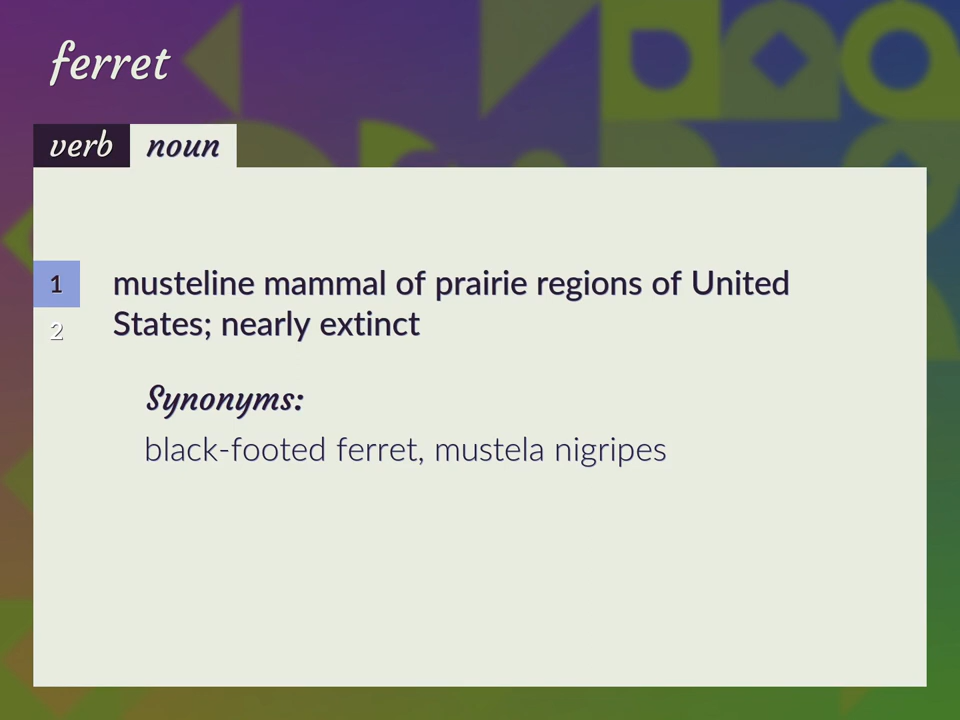 ferret
verb noun
1 musteline mammal of prairie regions of United
2 States; nearly extinct
Synonyms:
black-footed ferret, mustela nigripes